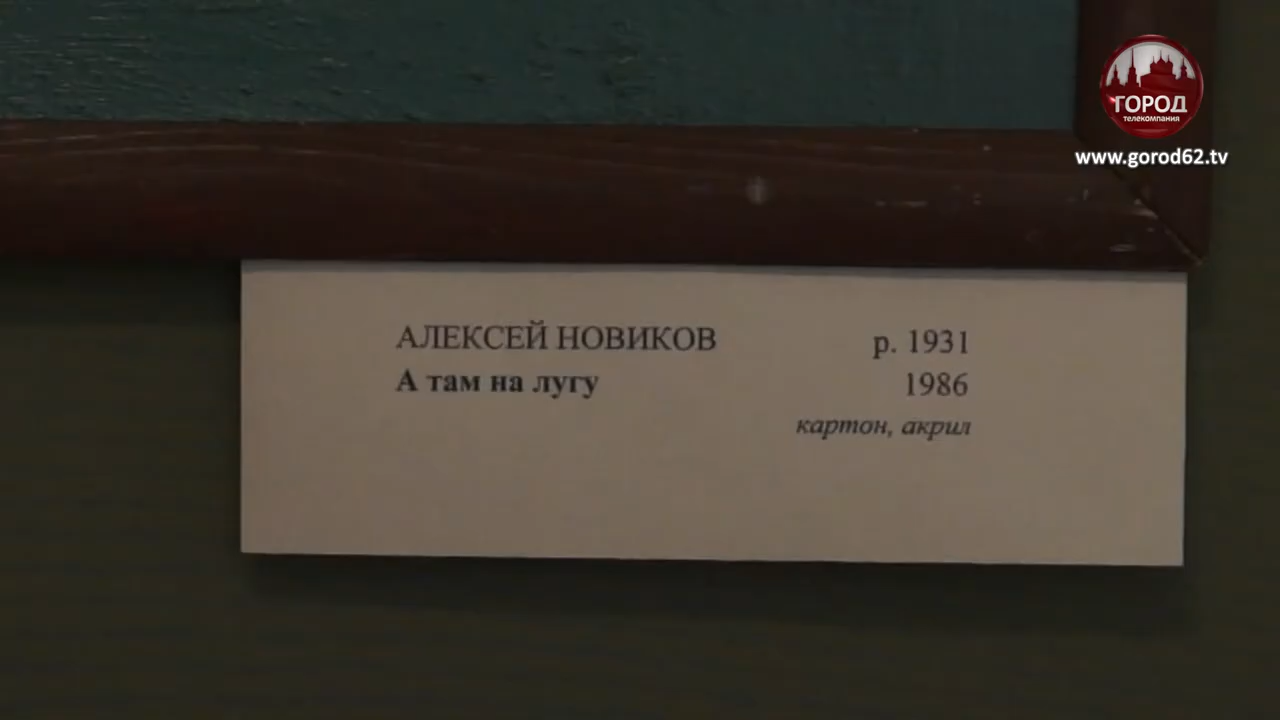 ГОРОД
телекомпания
www.gorod62.tv
АЛЕКСЕЙ НОВИКОВ р. 1931
А там на лугу 1986
картон, акрил